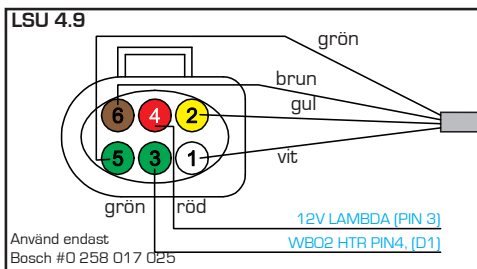 LSU 4.9
grön
brun
gul
6 4 2
5 3 1
vit
grön röd
12V LAMBDA (PIN 3)
WBO2 HTR PIN4, (D1)
Använd endast
Bosch #0 258 017 025